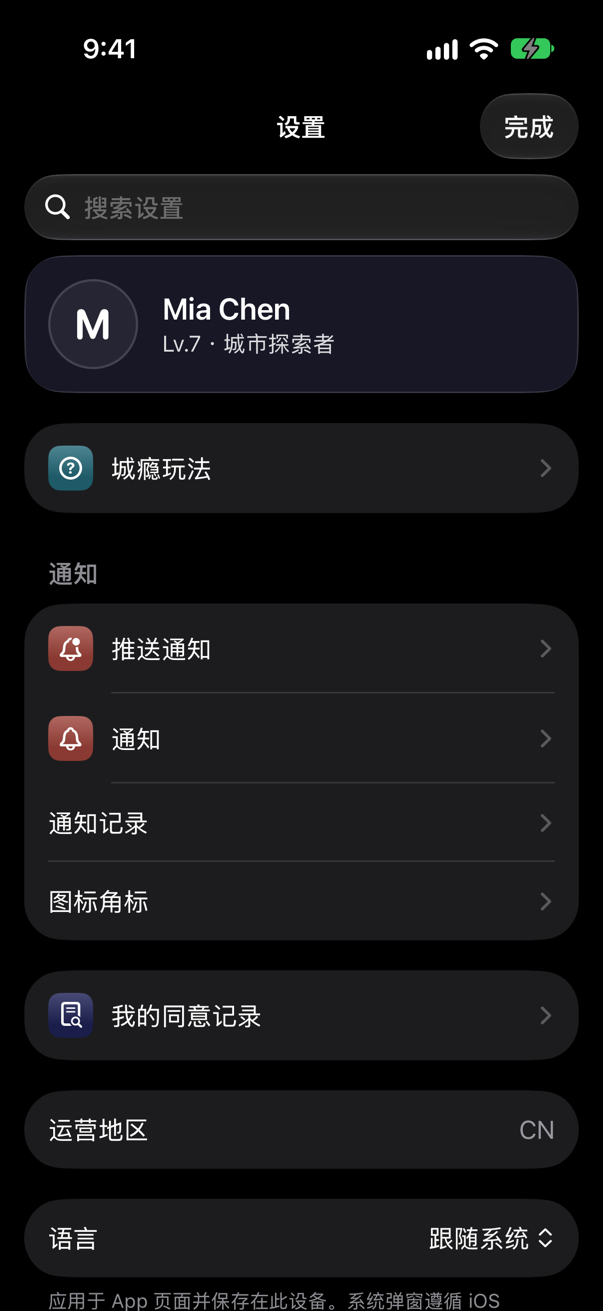 9:41
设置
完成
搜索设置
M
Mia Chen
Lv.7 · 城市探索者
城瘾玩法
通知
推送通知
通知
通知记录
图标角标
我的同意记录
运营地区
CN
语言
跟随系统
应用于 App 页面并保存在此设备。系统弹窗遵循 iOS